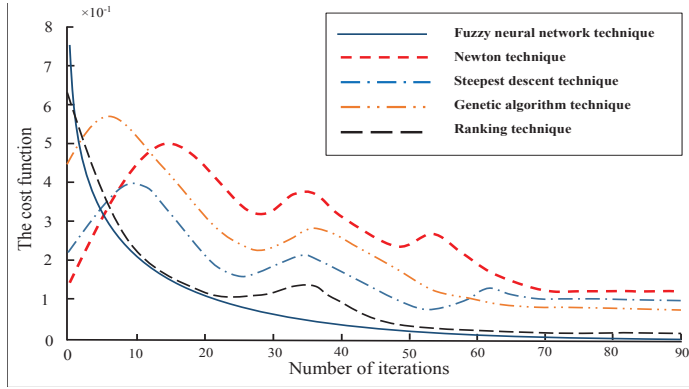 ×10⁻¹
8
7
6
5
4
3
2
1
0
The cost function
Fuzzy neural network technique
Newton technique
Steepest descent technique
Genetic algorithm technique
Ranking technique
0 10 20 30 40 50 60 70 80 90
Number of iterations